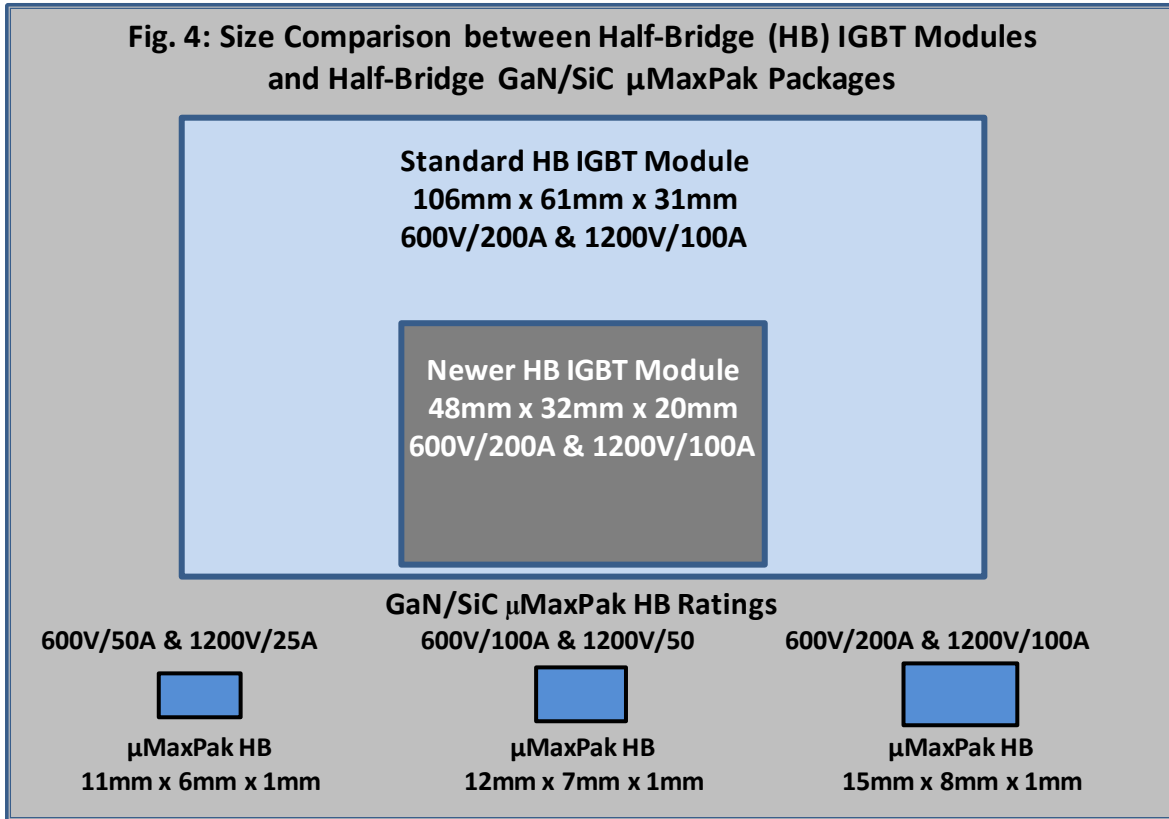 Fig. 4: Size Comparison between Half-Bridge (HB) IGBT Modules
and Half-Bridge GaN/SiC µMaxPak Packages
Standard HB IGBT Module
106mm x 61mm x 31mm
600V/200A & 1200V/100A
Newer HB IGBT Module
48mm x 32mm x 20mm
600V/200A & 1200V/100A
GaN/SiC µMaxPak HB Ratings
600V/50A & 1200V/25A
600V/100A & 1200V/50
600V/200A & 1200V/100A
µMaxPak HB
11mm x 6mm x 1mm
µMaxPak HB
12mm x 7mm x 1mm
µMaxPak HB
15mm x 8mm x 1mm